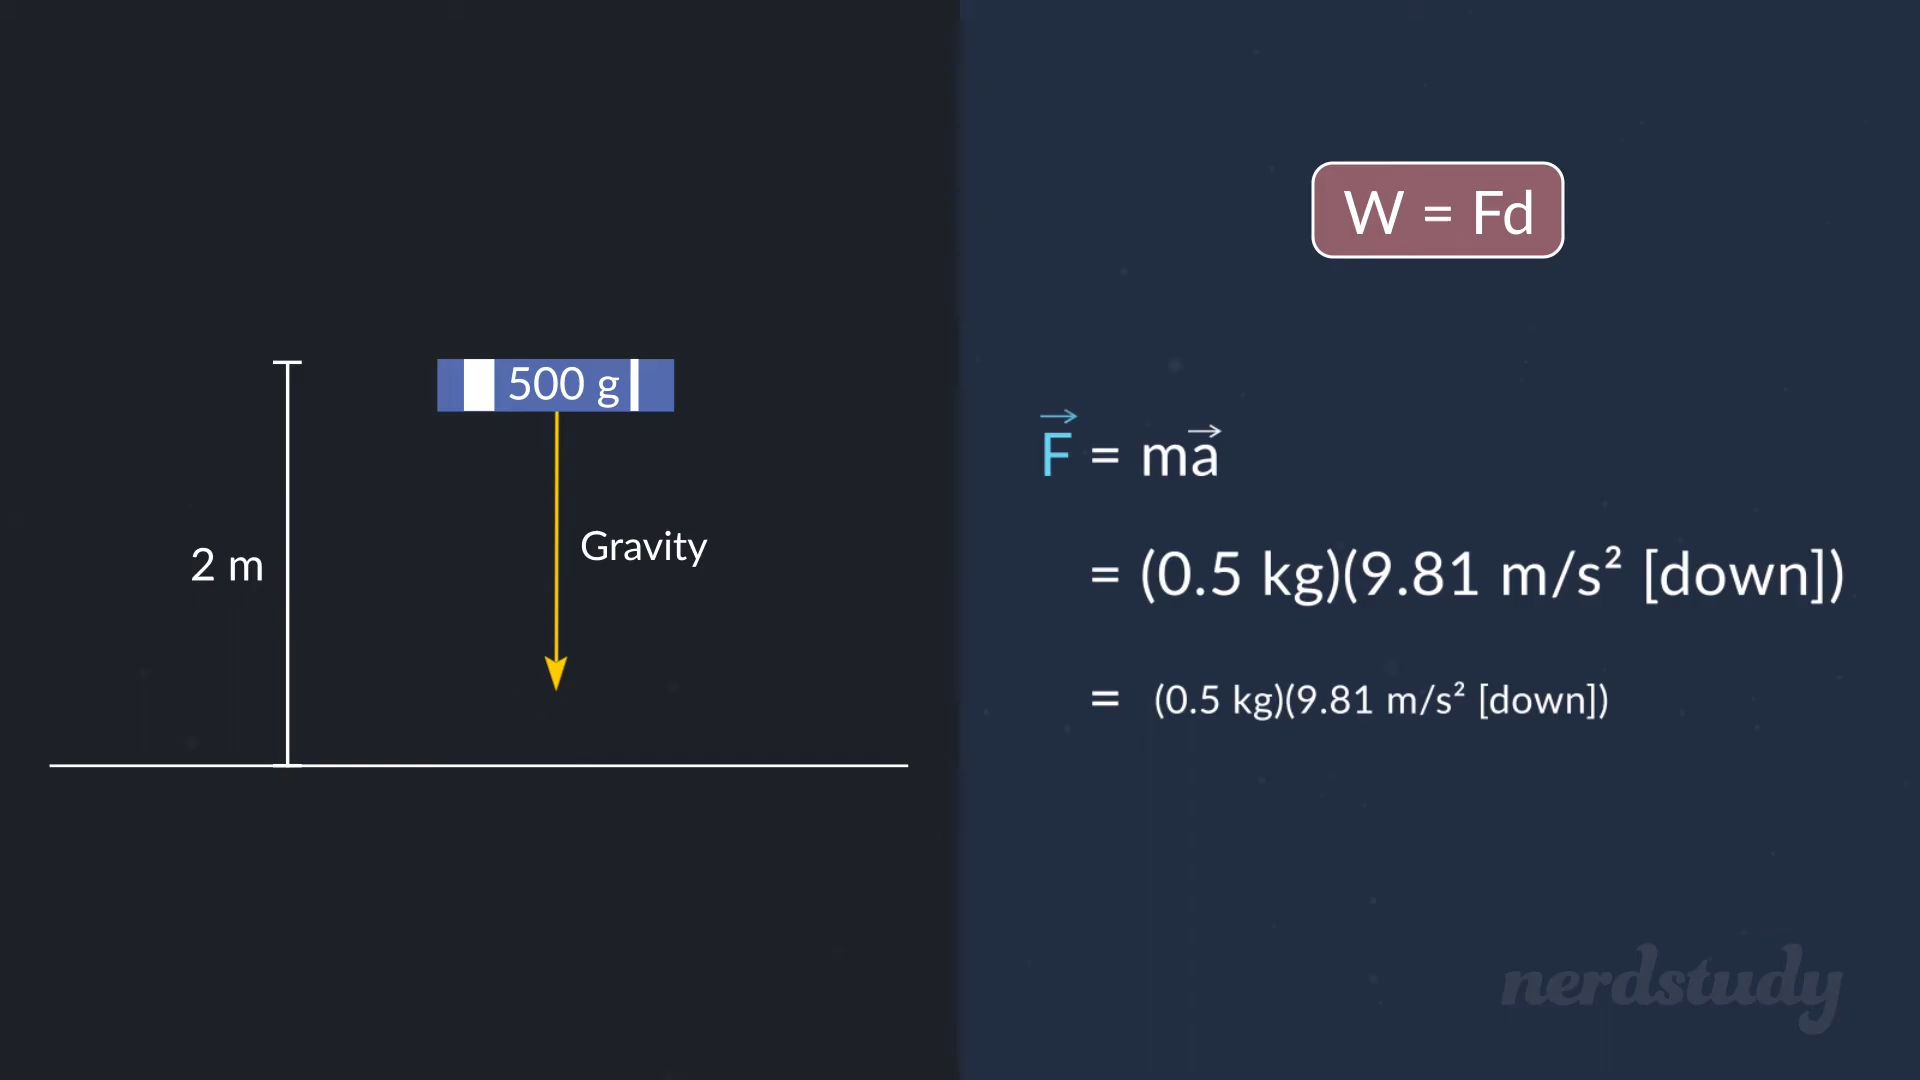 W = Fd
500 g
F = ma
Gravity
2 m
= (0.5 kg)(9.81 m/s² [down])
= (0.5 kg)(9.81 m/s² [down])
nerdstudy